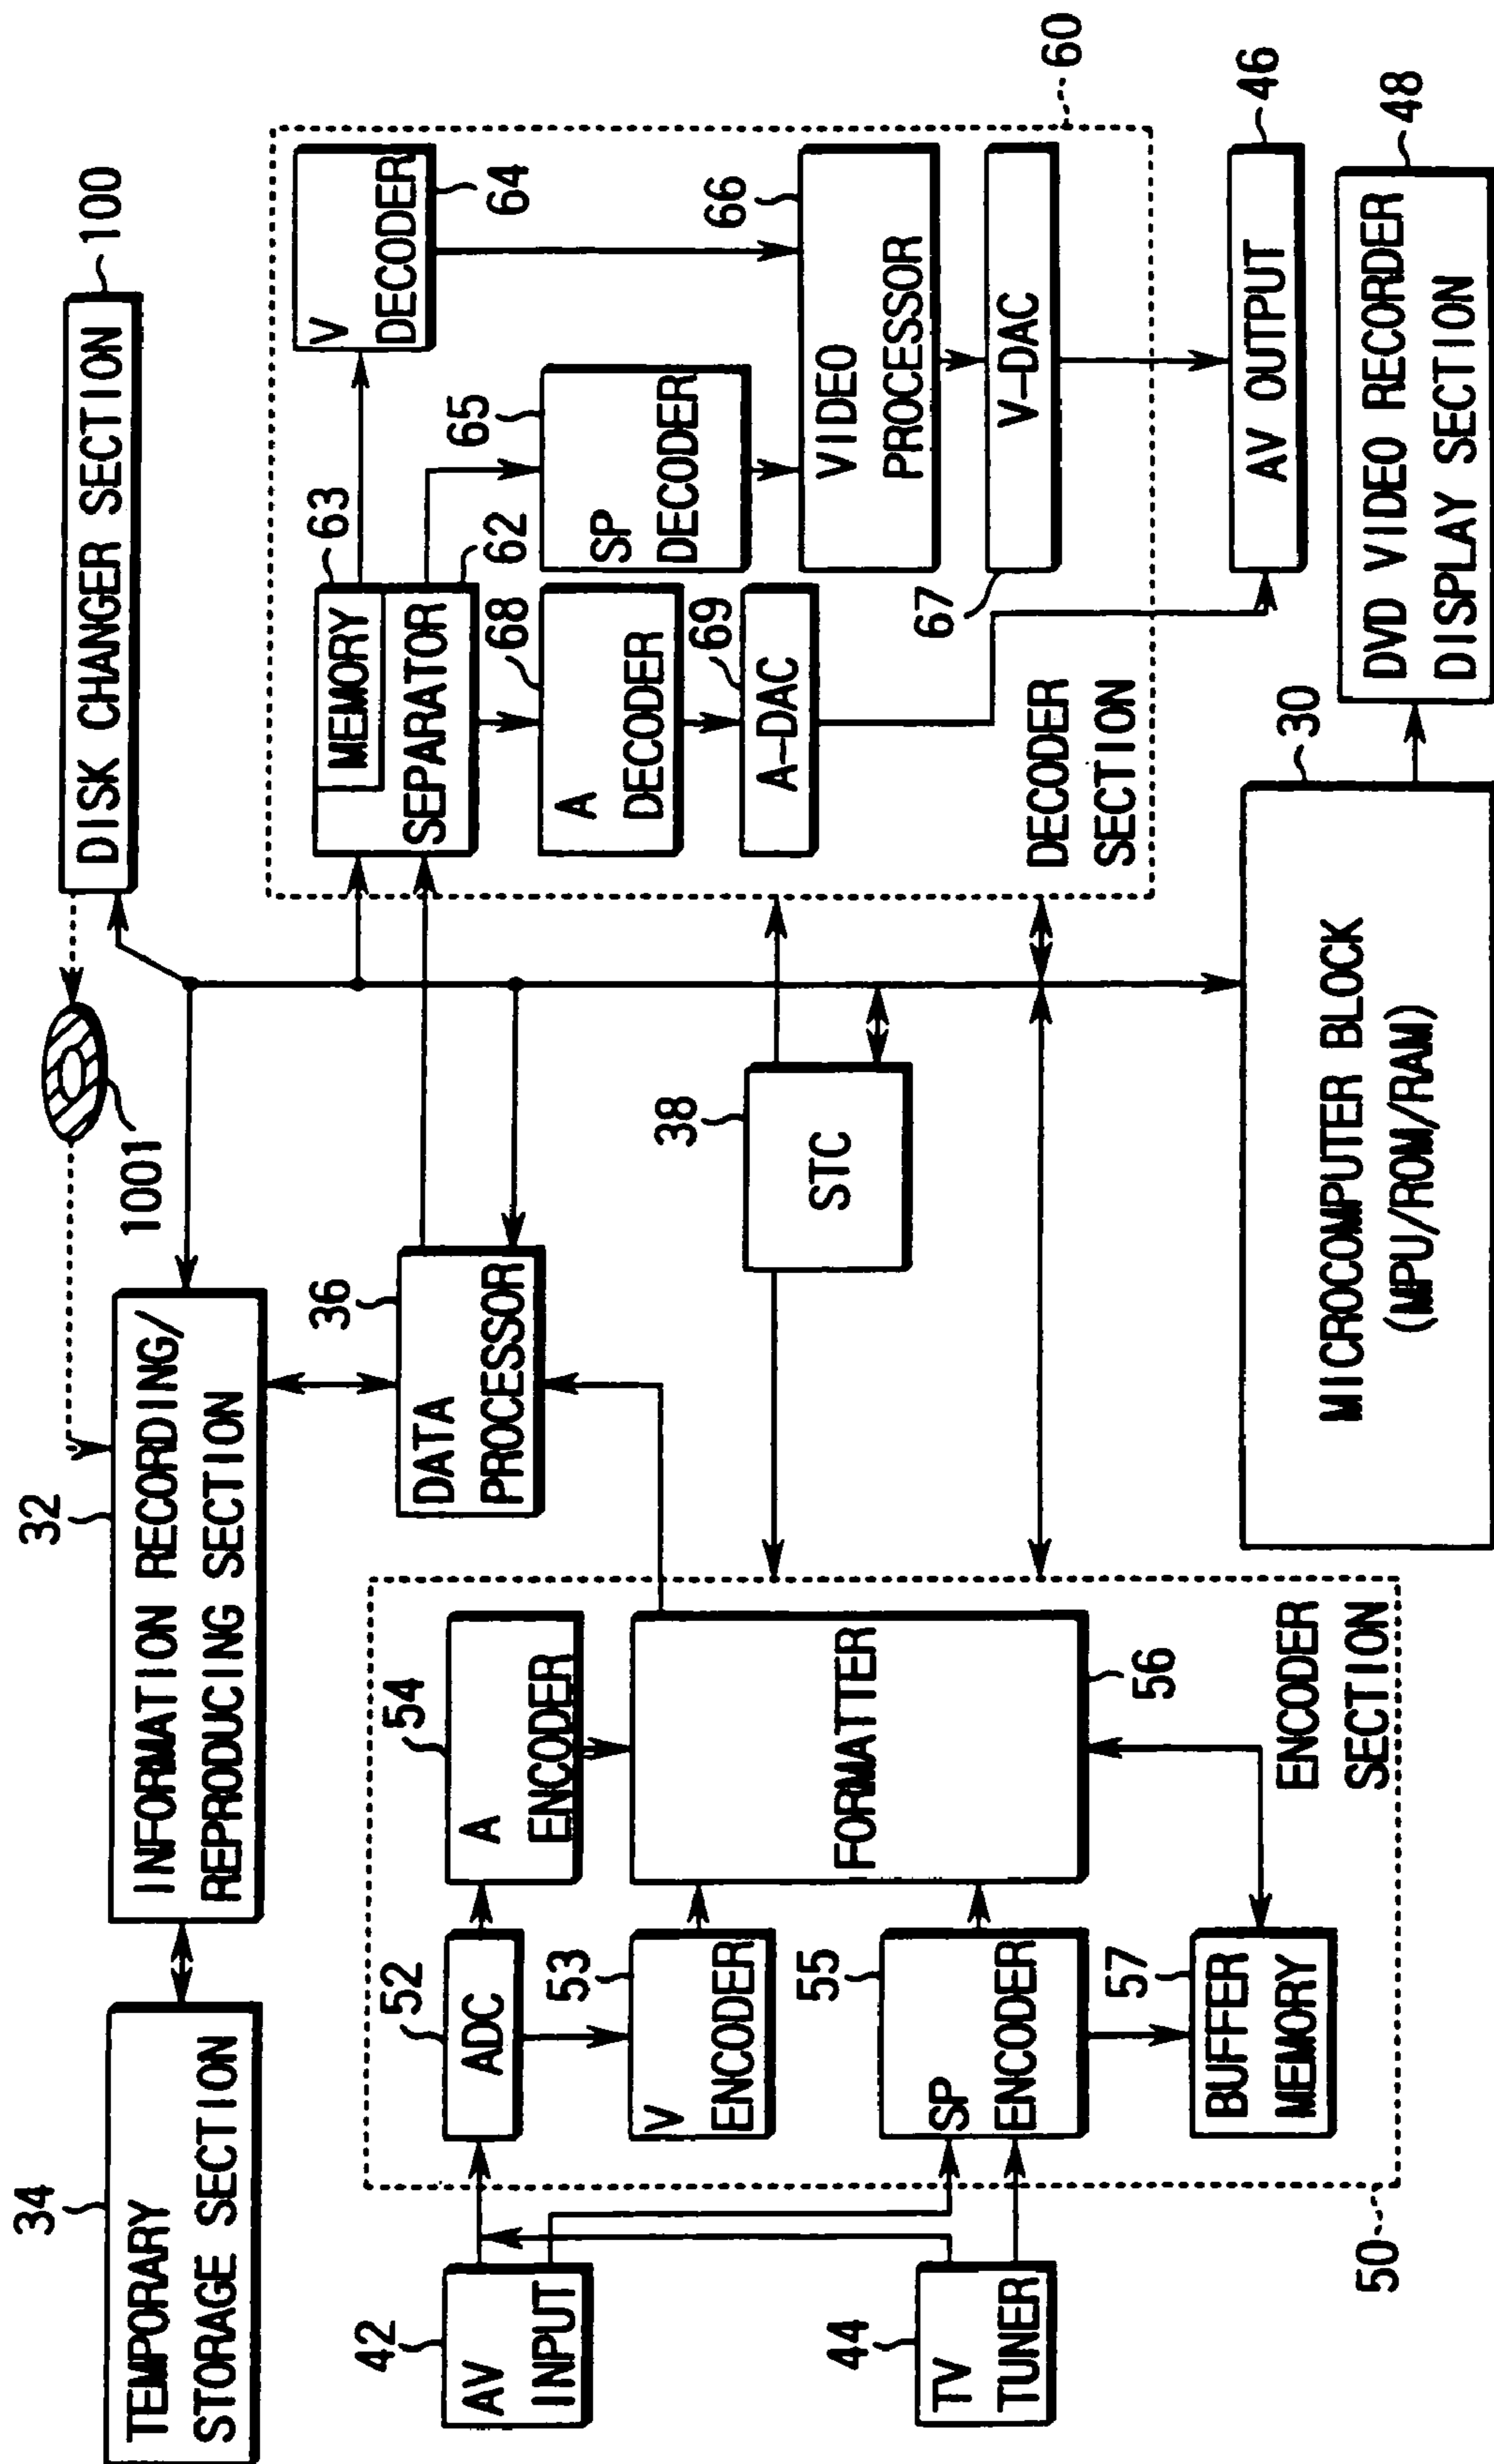 34
TEMPORARY
STORAGE SECTION
32
INFORMATION RECORDING/
REPRODUCING SECTION
1001
DISK CHANGER SECTION
100
36
DATA
PROCESSOR
42
AV
INPUT
44
TV
TUNER
52
ADC
54
A
ENCODER
53
V
ENCODER
55
SP
ENCODER
FORMATTER
56
57
BUFFER
MEMORY
ENCODER
SECTION
50
38
STC
63
MEMORY
SEPARATOR
62
V
DECODER
64
65
SP
DECODER
68
A
DECODER
66
VIDEO
PROCESSOR
69
A-DAC
V-DAC
67
DECODER
SECTION
60
AV OUTPUT
46
30
MICROCOMPUTER BLOCK
(MPU/ROM/RAM)
DVD VIDEO RECORDER
DISPLAY SECTION
48